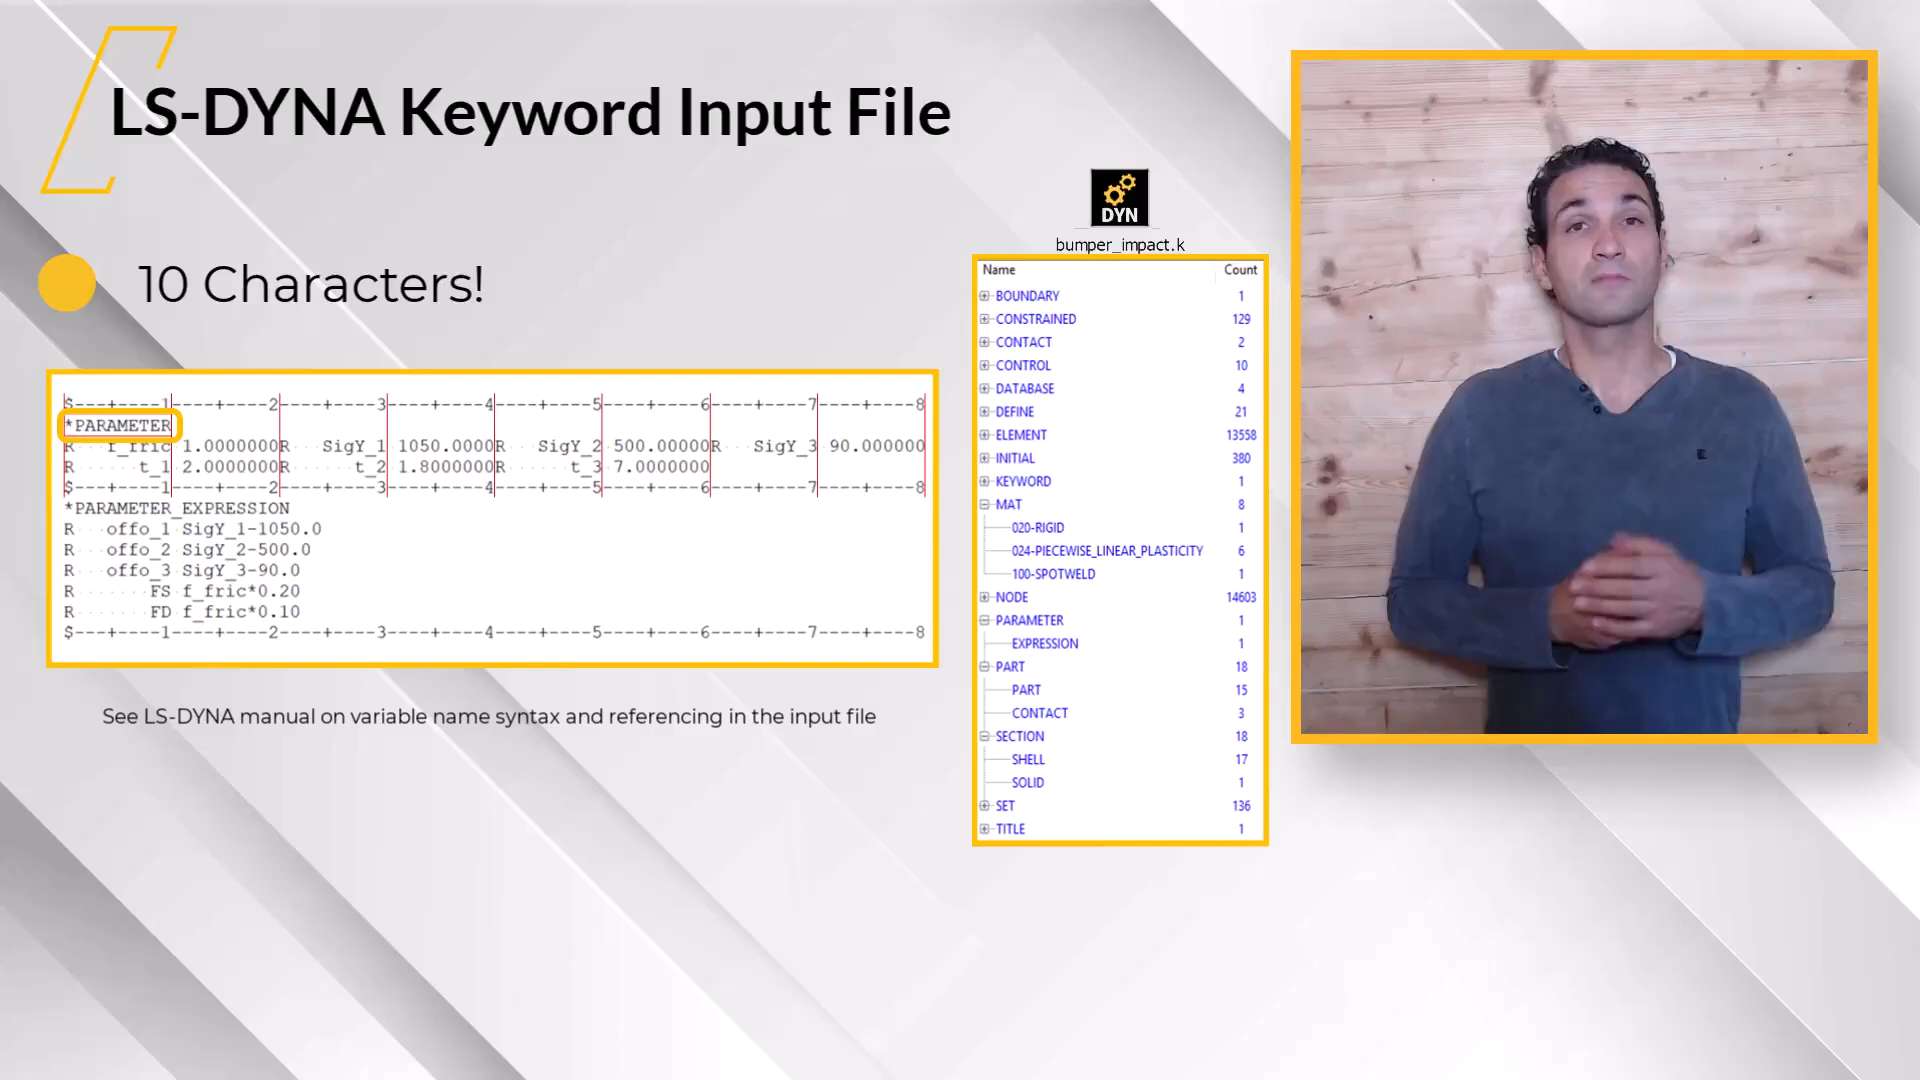 LS-DYNA Keyword Input File
10 Characters!
$---+----1----+----2----+----3----+----4----+----5----+----6----+----7----+----8
*PARAMETER
R f_fric 1.0000000R SigY_1 1050.0000R SigY_2 500.00000R SigY_3 90.000000
R t_1 2.0000000R t_2 1.8000000R t_3 7.0000000
$---+----1----+----2----+----3----+----4----+----5----+----6----+----7----+----8
*PARAMETER_EXPRESSION
R offo_1 SigY_1-1050.0
R offo_2 SigY_2-500.0
R offo_3 SigY_3-90.0
R FS f_fric*0.20
R FD f_fric*0.10
$---+----1----+----2----+----3----+----4----+----5----+----6----+----7----+----8
See LS-DYNA manual on variable name syntax and referencing in the input file
DYN
bumper_impact.k
Name Count
BOUNDARY 1
CONSTRAINED 129
CONTACT 2
CONTROL 10
DATABASE 4
DEFINE 21
ELEMENT 13558
INITIAL 380
KEYWORD 1
MAT 8
020-RIGID 1
024-PIECEWISE_LINEAR_PLASTICITY 6
100-SPOTWELD 1
NODE 14603
PARAMETER 1
EXPRESSION 1
PART 18
PART 15
CONTACT 3
SECTION 18
SHELL 17
SOLID 1
SET 136
TITLE 1